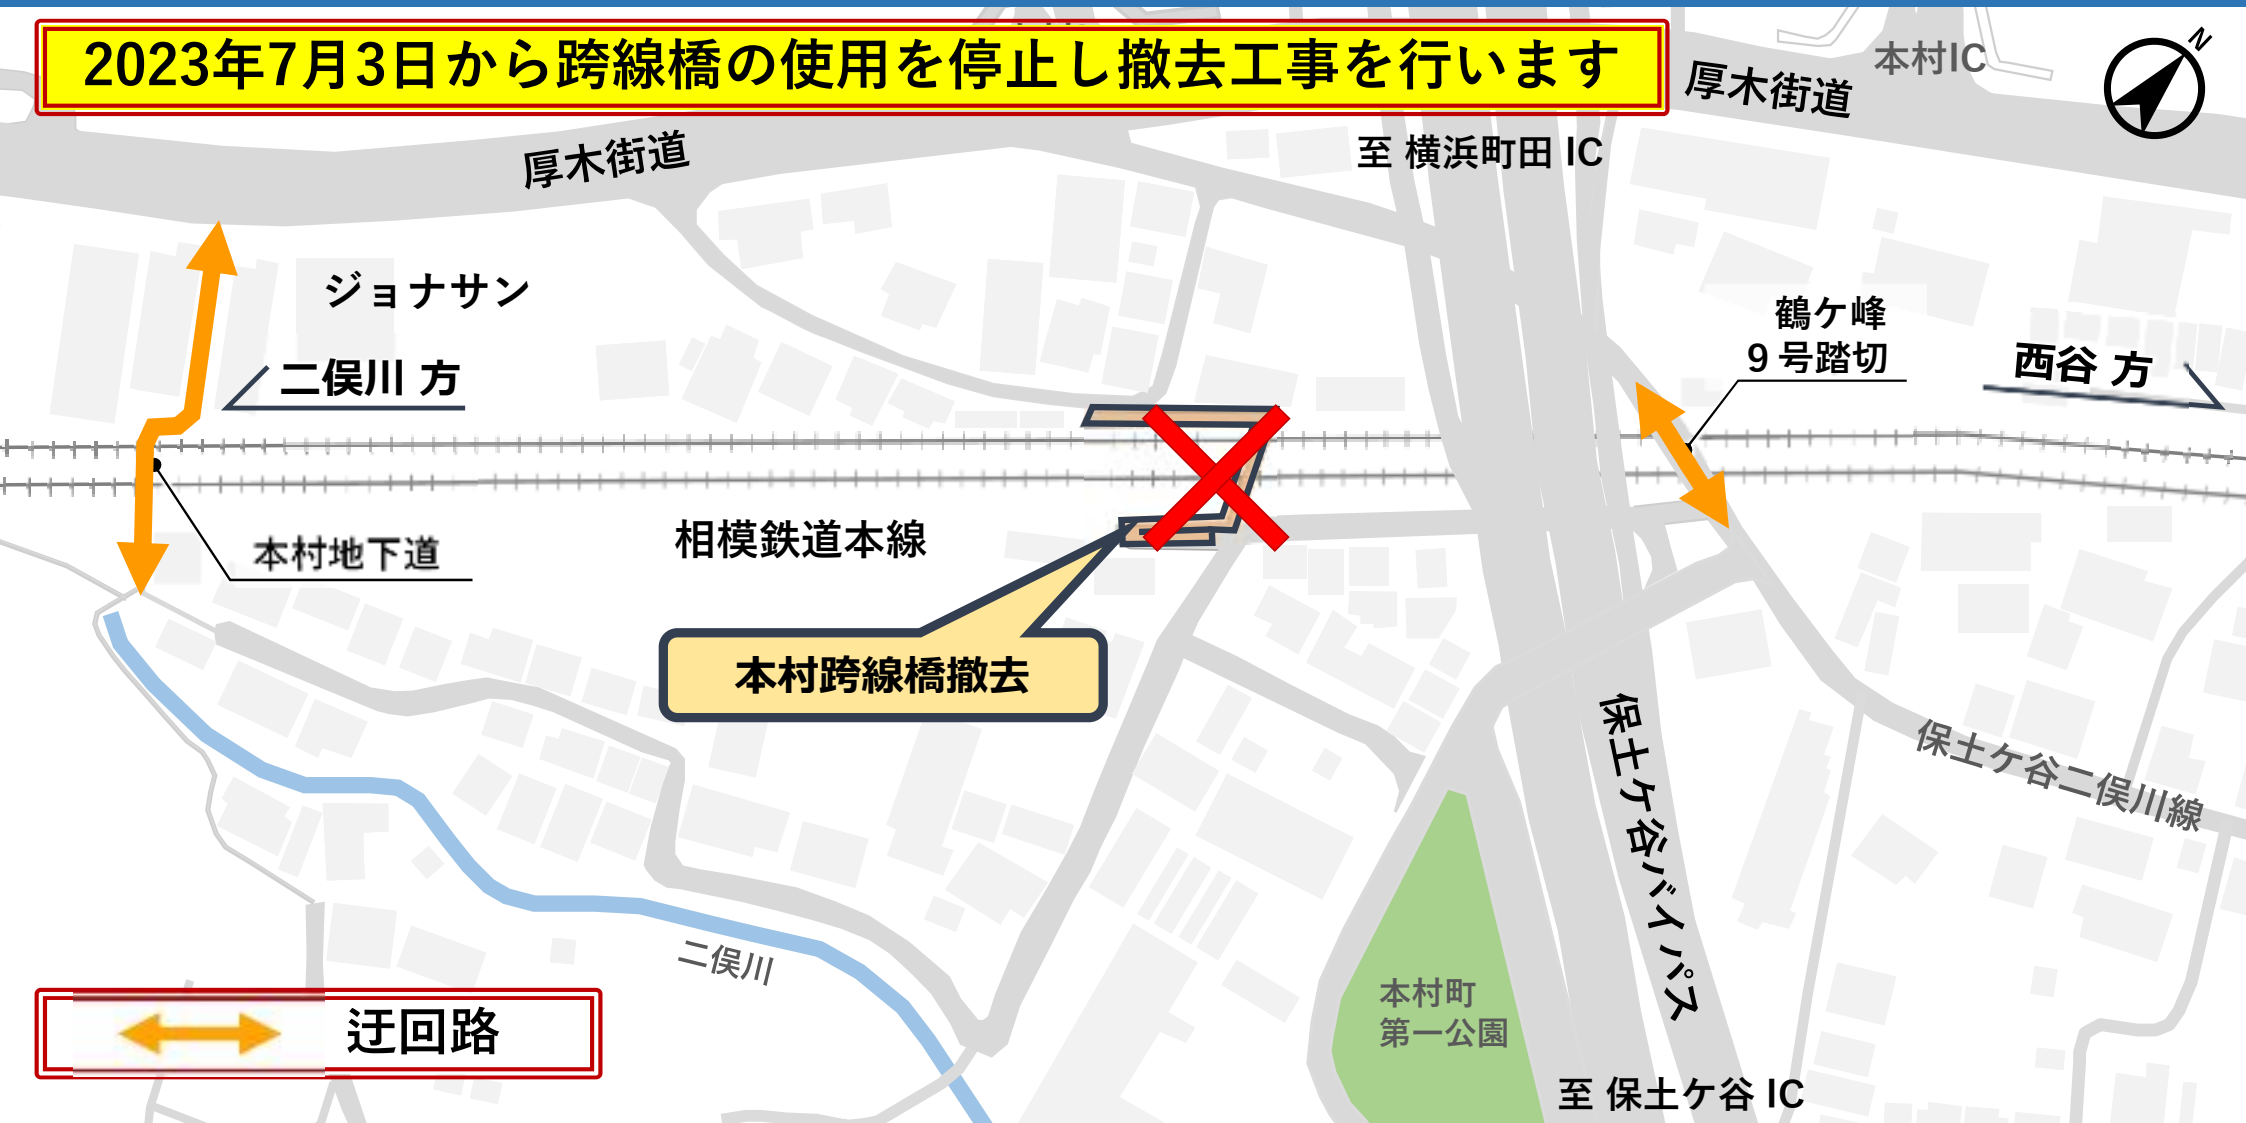 2023年7月3日から跨線橋の使用を停止し撤去工事を行います
本村IC
N
厚木街道
厚木街道
至 横浜町田 IC
ジョナサン
鶴ケ峰
９号踏切
西谷 方
二俣川 方
本村地下道
相模鉄道本線
本村跨線橋撤去
保土ケ谷バイパス
保土ケ谷二俣川線
二俣川
本村町
第一公園
迂回路
至 保土ケ谷 IC